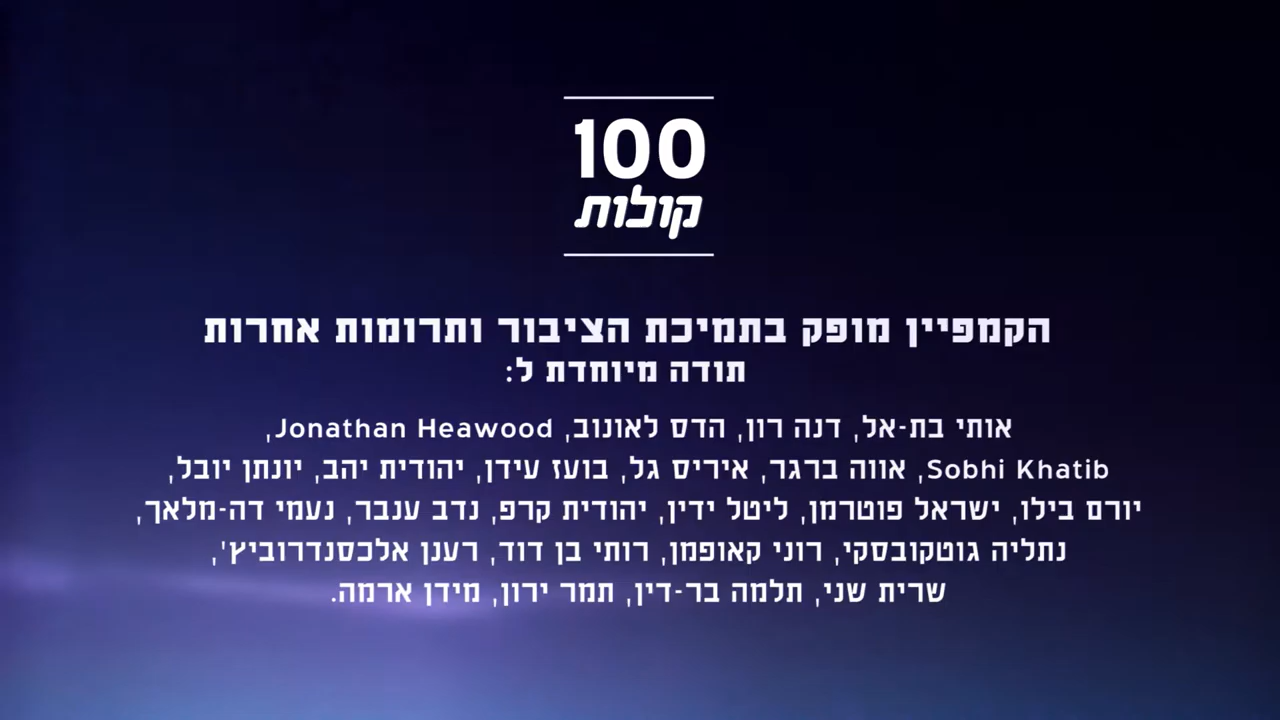 100
קולות
הקמפיין מופק בתמיכת הציבור ותרומות אחרות
תודה מיוחדת ל:
אותי בת-אל, דנה רון, הדס לאונוב, Jonathan Heawood,
Sobhi Khatib, אווה ברגר, איריס גל, בועז עידן, יהודית יהב, יונתן יובל,
יורם בילו, ישראל פוטרמן, ליטל ידין, יהודית קרפ, נדב ענבר, נעמי דה-מלאך,
נתליה גוטקובסקי, רוני קאופמן, רותי בן דוד, רענן אלכסנדרוביץ',
שרית שני, תלמה בר-דין, תמר ירון, מידן ארמה.